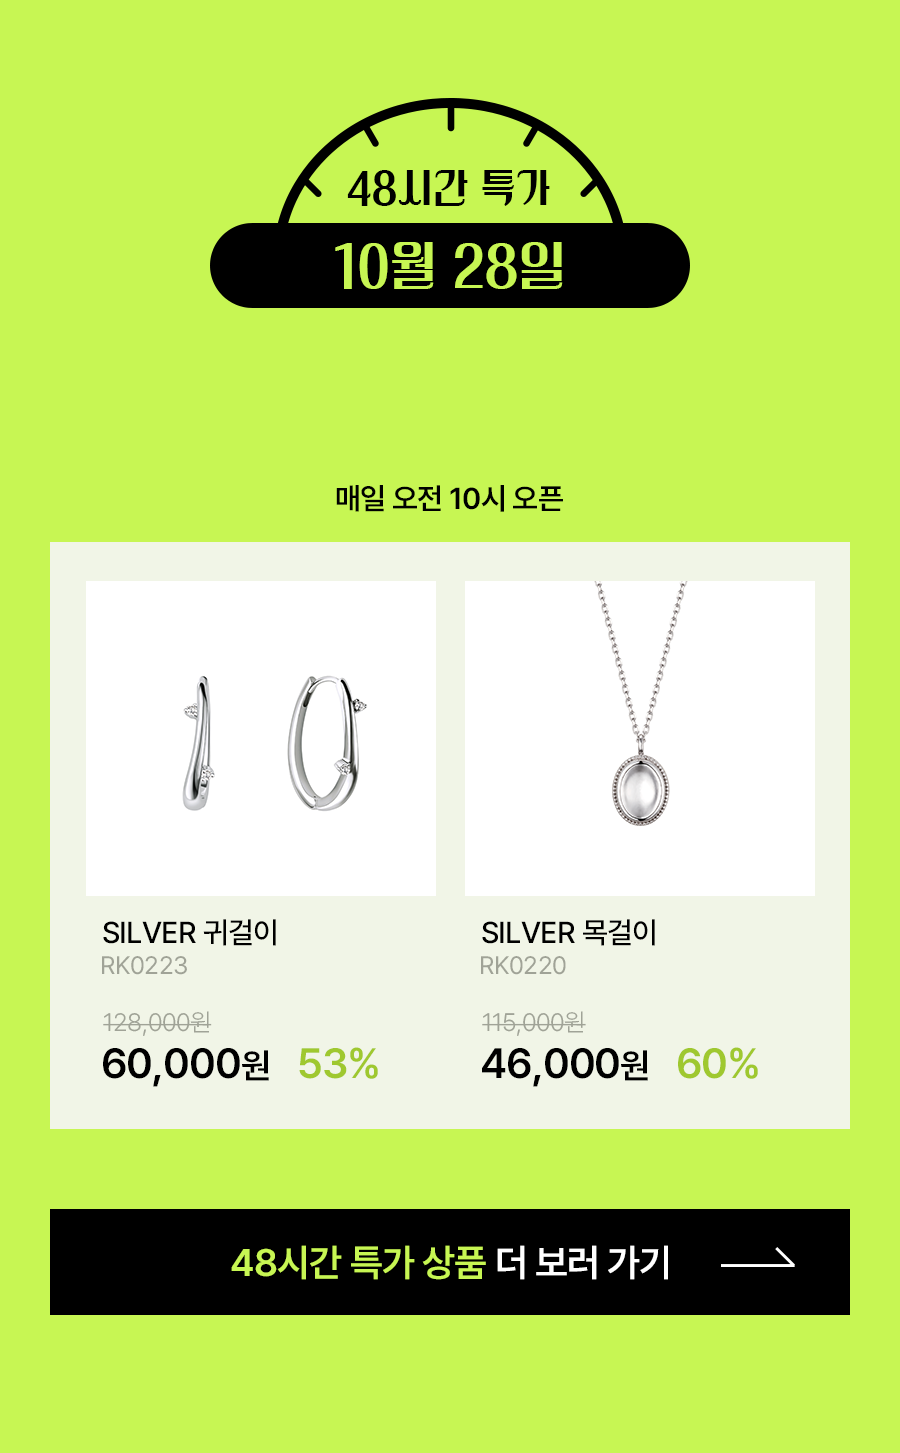 48시간 특가
10월 28일
매일 오전 10시 오픈
SILVER 귀걸이
RK0223
128,000원
60,000원 53%
SILVER 목걸이
RK0220
115,000원
46,000원 60%
48시간 특가 상품 더 보러 가기